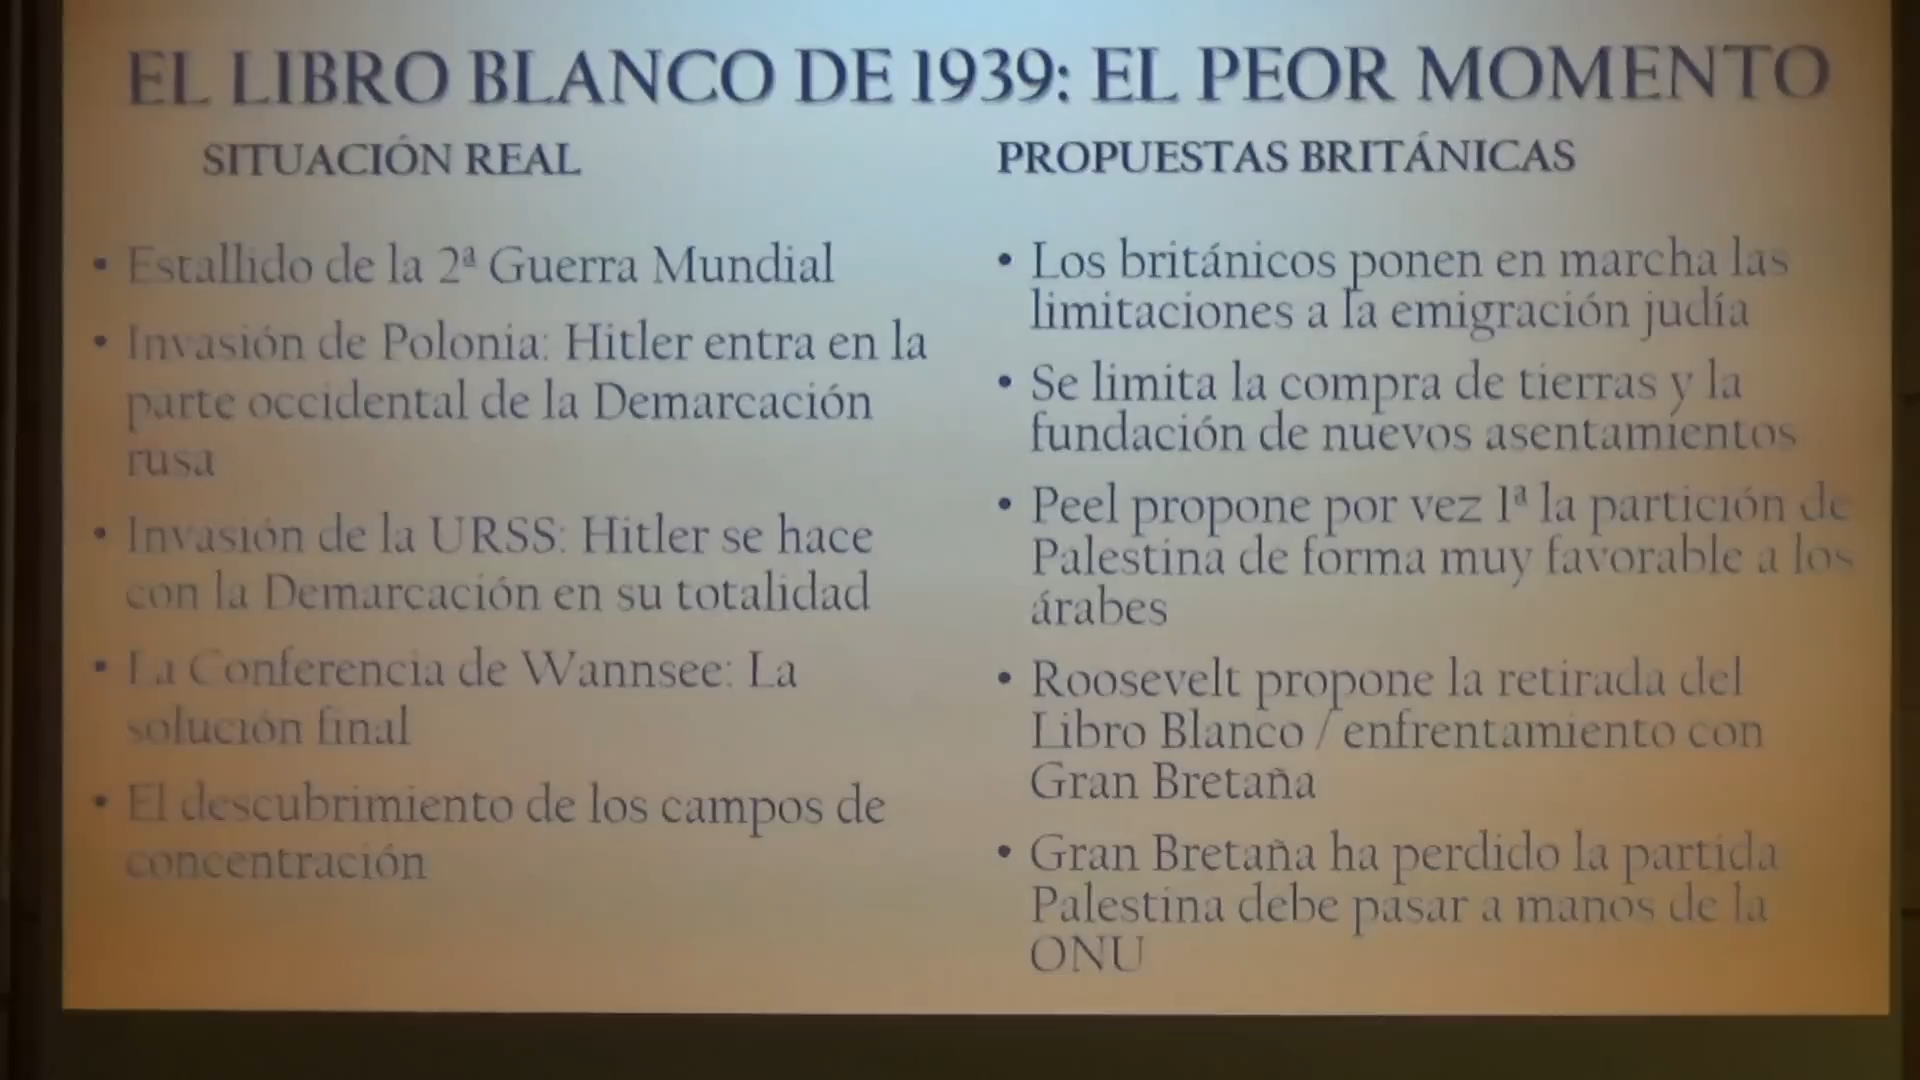 EL LIBRO BLANCO DE 1939: EL PEOR MOMENTO
SITUACIÓN REAL
• Estallido de la 2ª Guerra Mundial
• Invasión de Polonia: Hitler entra en la
parte occidental de la Demarcación
rusa
• Invasión de la URSS: Hitler se hace
con la Demarcación en su totalidad
• La Conferencia de Wannsee: La
solución final
• El descubrimiento de los campos de
concentración
PROPUESTAS BRITÁNICAS
• Los británicos ponen en marcha las
limitaciones a la emigración judía
• Se limita la compra de tierras y la
fundación de nuevos asentamientos
• Peel propone por vez 1ª la partición de
Palestina de forma muy favorable a los
árabes
• Roosevelt propone la retirada del
Libro Blanco / enfrentamiento con
Gran Bretaña
• Gran Bretaña ha perdido la partida
Palestina debe pasar a manos de la
ONU